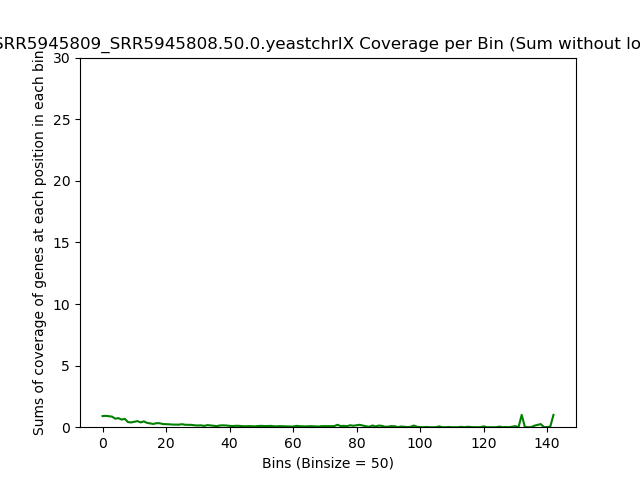 SRR5945809_SRR5945808.50.0.yeastchrIX Coverage per Bin (Sum without lo
Sums of coverage of genes at each position in each bin
30
25
20
15
10
5
0
0 20 40 60 80 100 120 140
Bins (Binsize = 50)